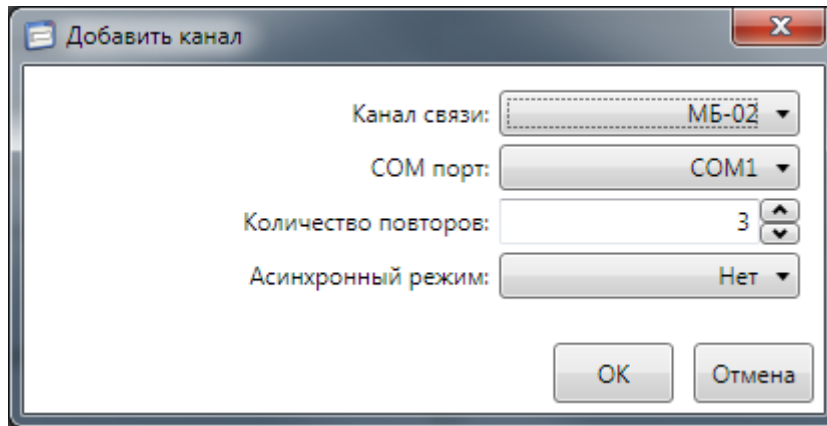 Добавить канал
Канал связи: МБ-02
COM порт: COM1
Количество повторов: 3
Асинхронный режим: Нет
OK Отмена